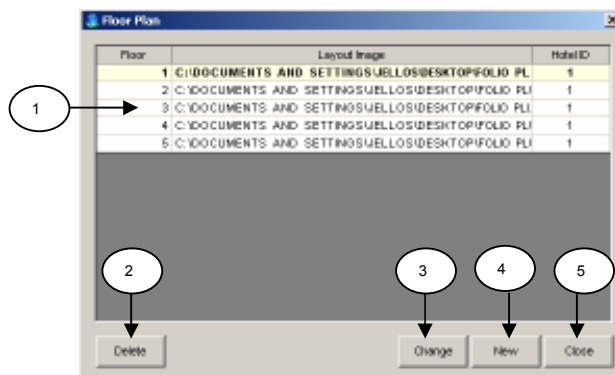 Floor Plan
Floor Layout Image Hotel ID
1 C:\DOCUMENTS AND SETTINGS\JELLOS\DESKTOP\FOLIO PL 1
2 C:\DOCUMENTS AND SETTINGS\JELLOS\DESKTOP\FOLIO PL 1
1 3 C:\DOCUMENTS AND SETTINGS\JELLOS\DESKTOP\FOLIO PL 1
4 C:\DOCUMENTS AND SETTINGS\JELLOS\DESKTOP\FOLIO PL 1
5 C:\DOCUMENTS AND SETTINGS\JELLOS\DESKTOP\FOLIO PL 1
2 3 4 5
Delete Change New Close